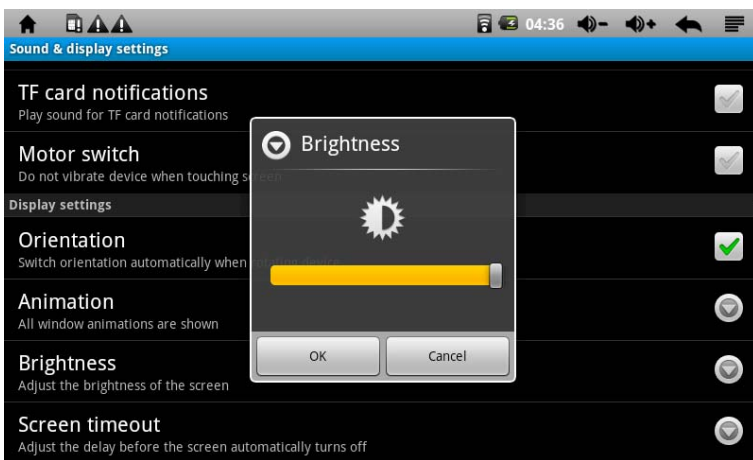 04:36
Sound & display settings
TF card notifications
Play sound for TF card notifications
Motor switch
Do not vibrate device when touching screen
Display settings
Orientation
Switch orientation automatically when rotating device
Animation
All window animations are shown
Brightness
Adjust the brightness of the screen
Screen timeout
Adjust the delay before the screen automatically turns off
Brightness
OK
Cancel